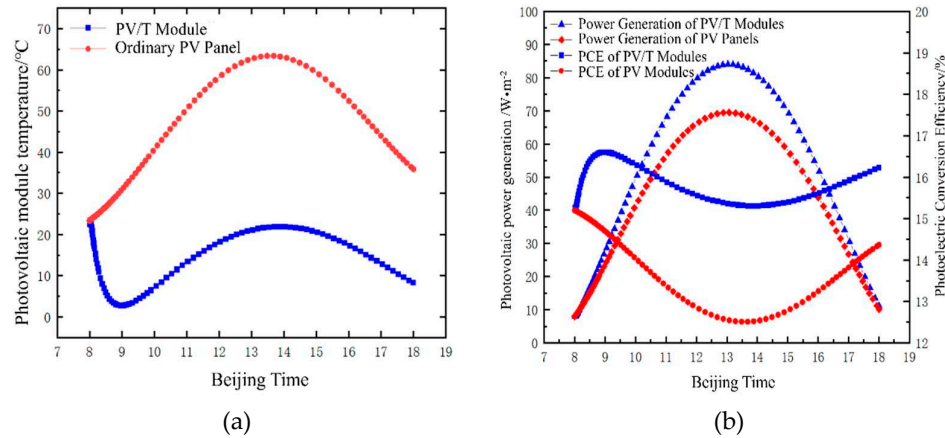 70
60
50
40
30
20
10
0
7 8 9 10 11 12 13 14 15 16 17 18 19
Photovoltaic module temperature/°C
Beijing Time
PV/T Module
Ordinary PV Panel
(a)
100
90
80
70
60
50
40
30
20
10
0
7 8 9 10 11 12 13 14 15 16 17 18 19
20
19
18
17
16
15
14
13
12
Photovoltaic power generation /W•m⁻²
Photoelectric Conversion Efficiency/%
Beijing Time
Power Generation of PV/T Modules
Power Generation of PV Panels
PCE of PV/T Modules
PCE of PV Modules
(b)